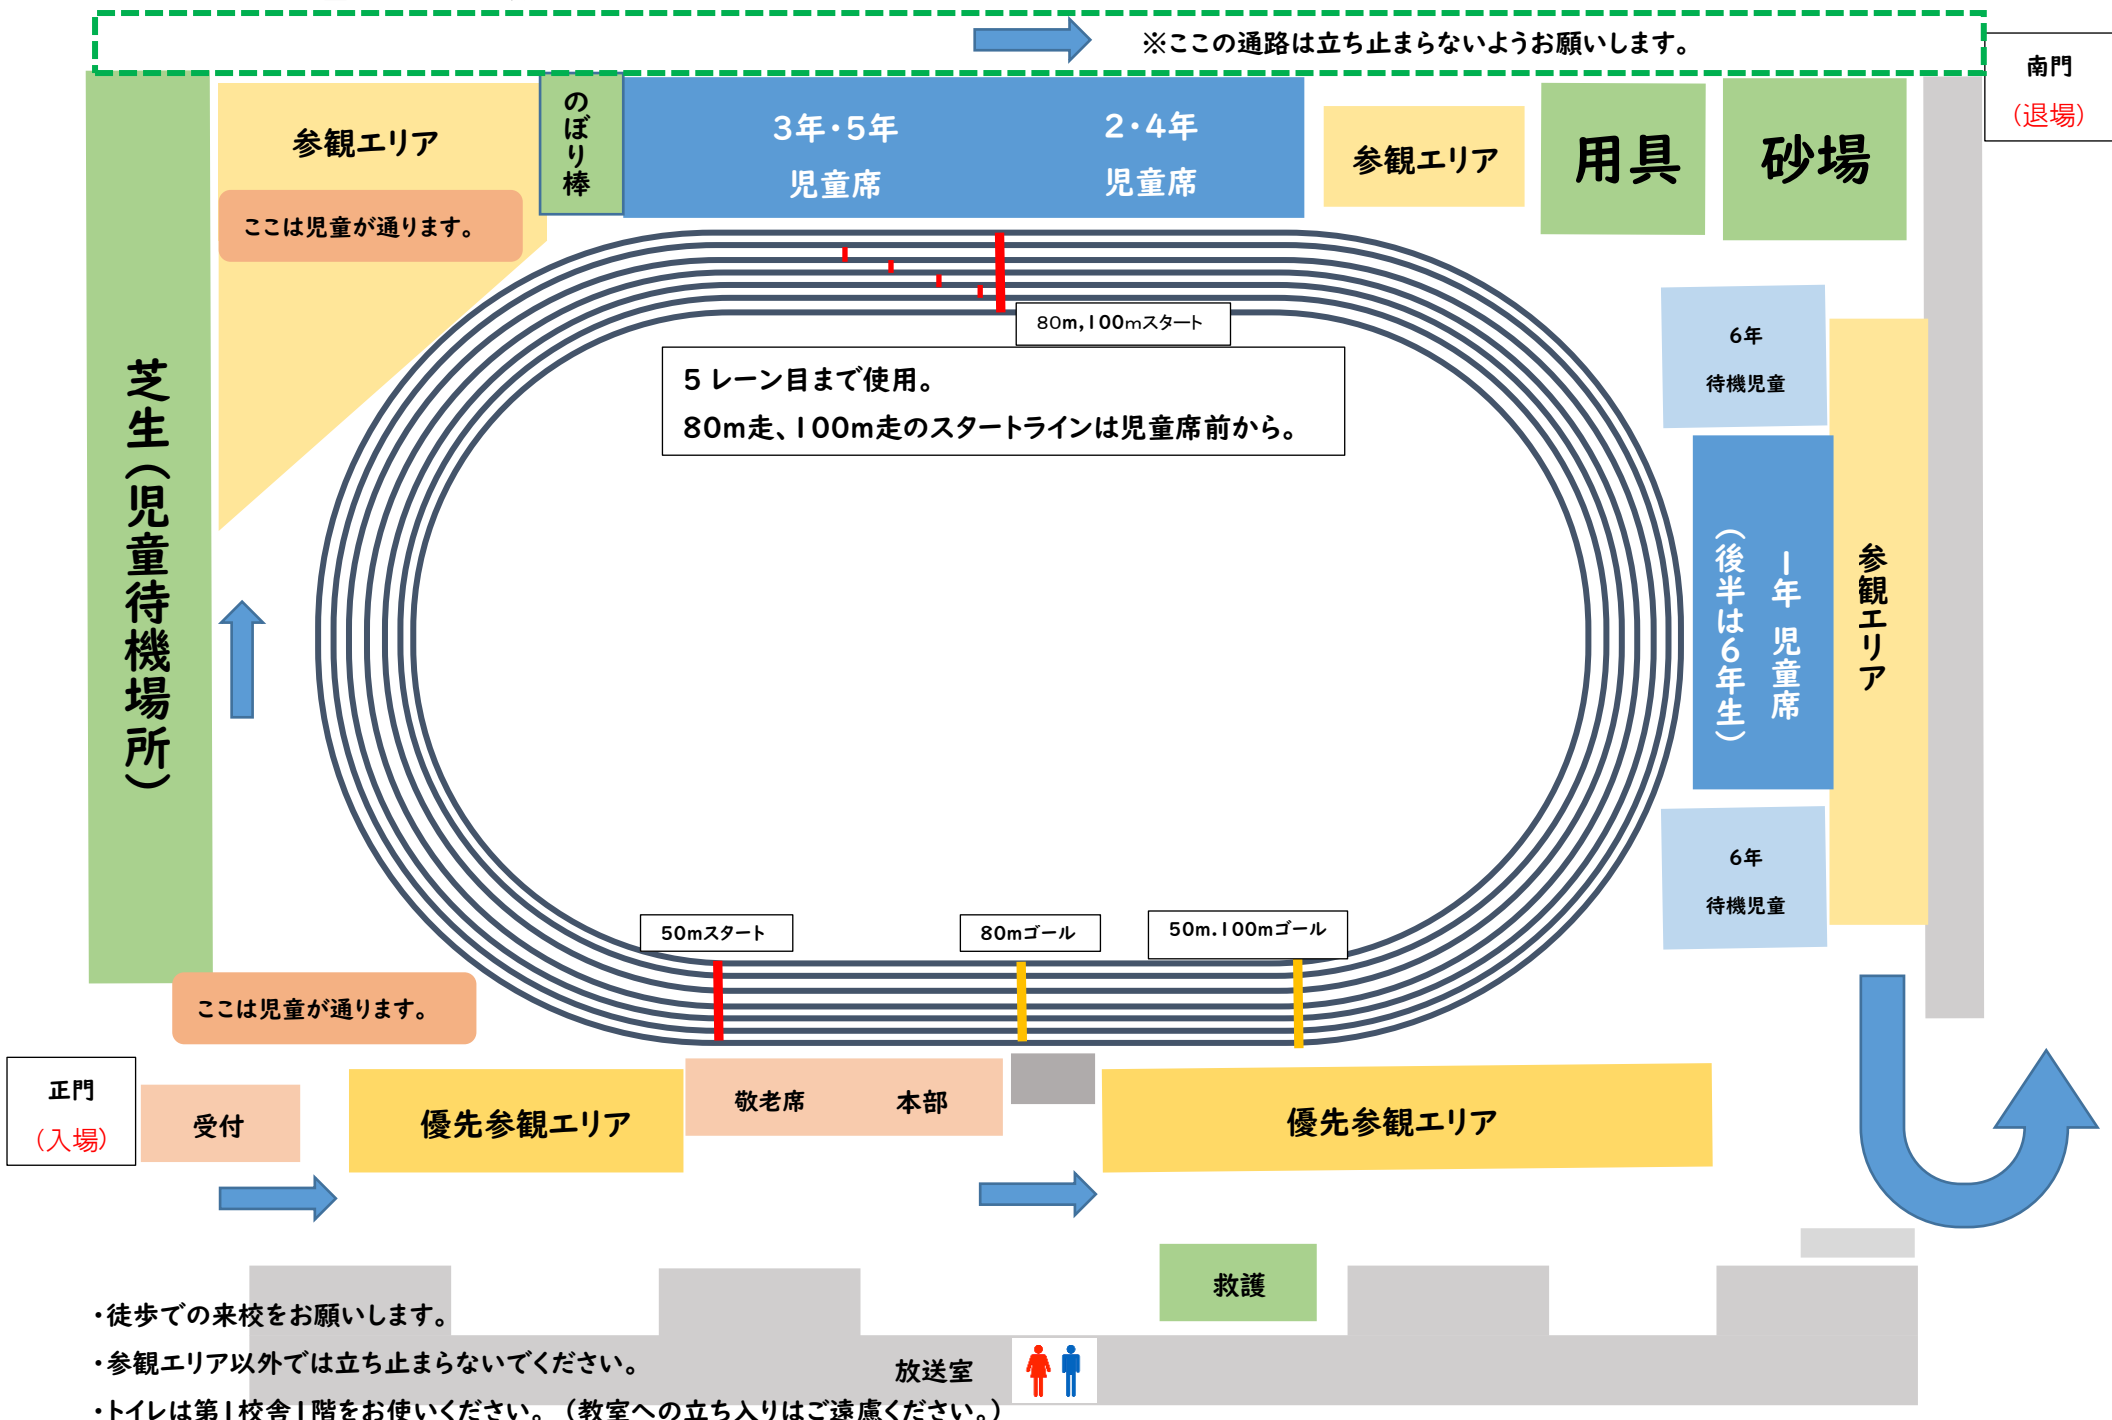 ※ここの通路は立ち止まらないようお願いします。
南門
(退場)
参観エリア
ここは児童が通ります。
のぼり棒
3年・5年
児童席
2・4年
児童席
参観エリア
用具
砂場
80m,100mスタート
5レーン目まで使用。
80m走、100m走のスタートラインは児童席前から。
6年
待機児童
芝生(児童待機場所)
1年 児童席
(後半は6年生)
参観エリア
6年
待機児童
50mスタート
80mゴール
50m.100mゴール
ここは児童が通ります。
正門
(入場)
受付
優先参観エリア
敬老席
本部
優先参観エリア
救護
・徒歩での来校をお願いします。
・参観エリア以外では立ち止まらないでください。
放送室
・トイレは第1校舎1階をお使いください。(教室への立ち入りはご遠慮ください。)